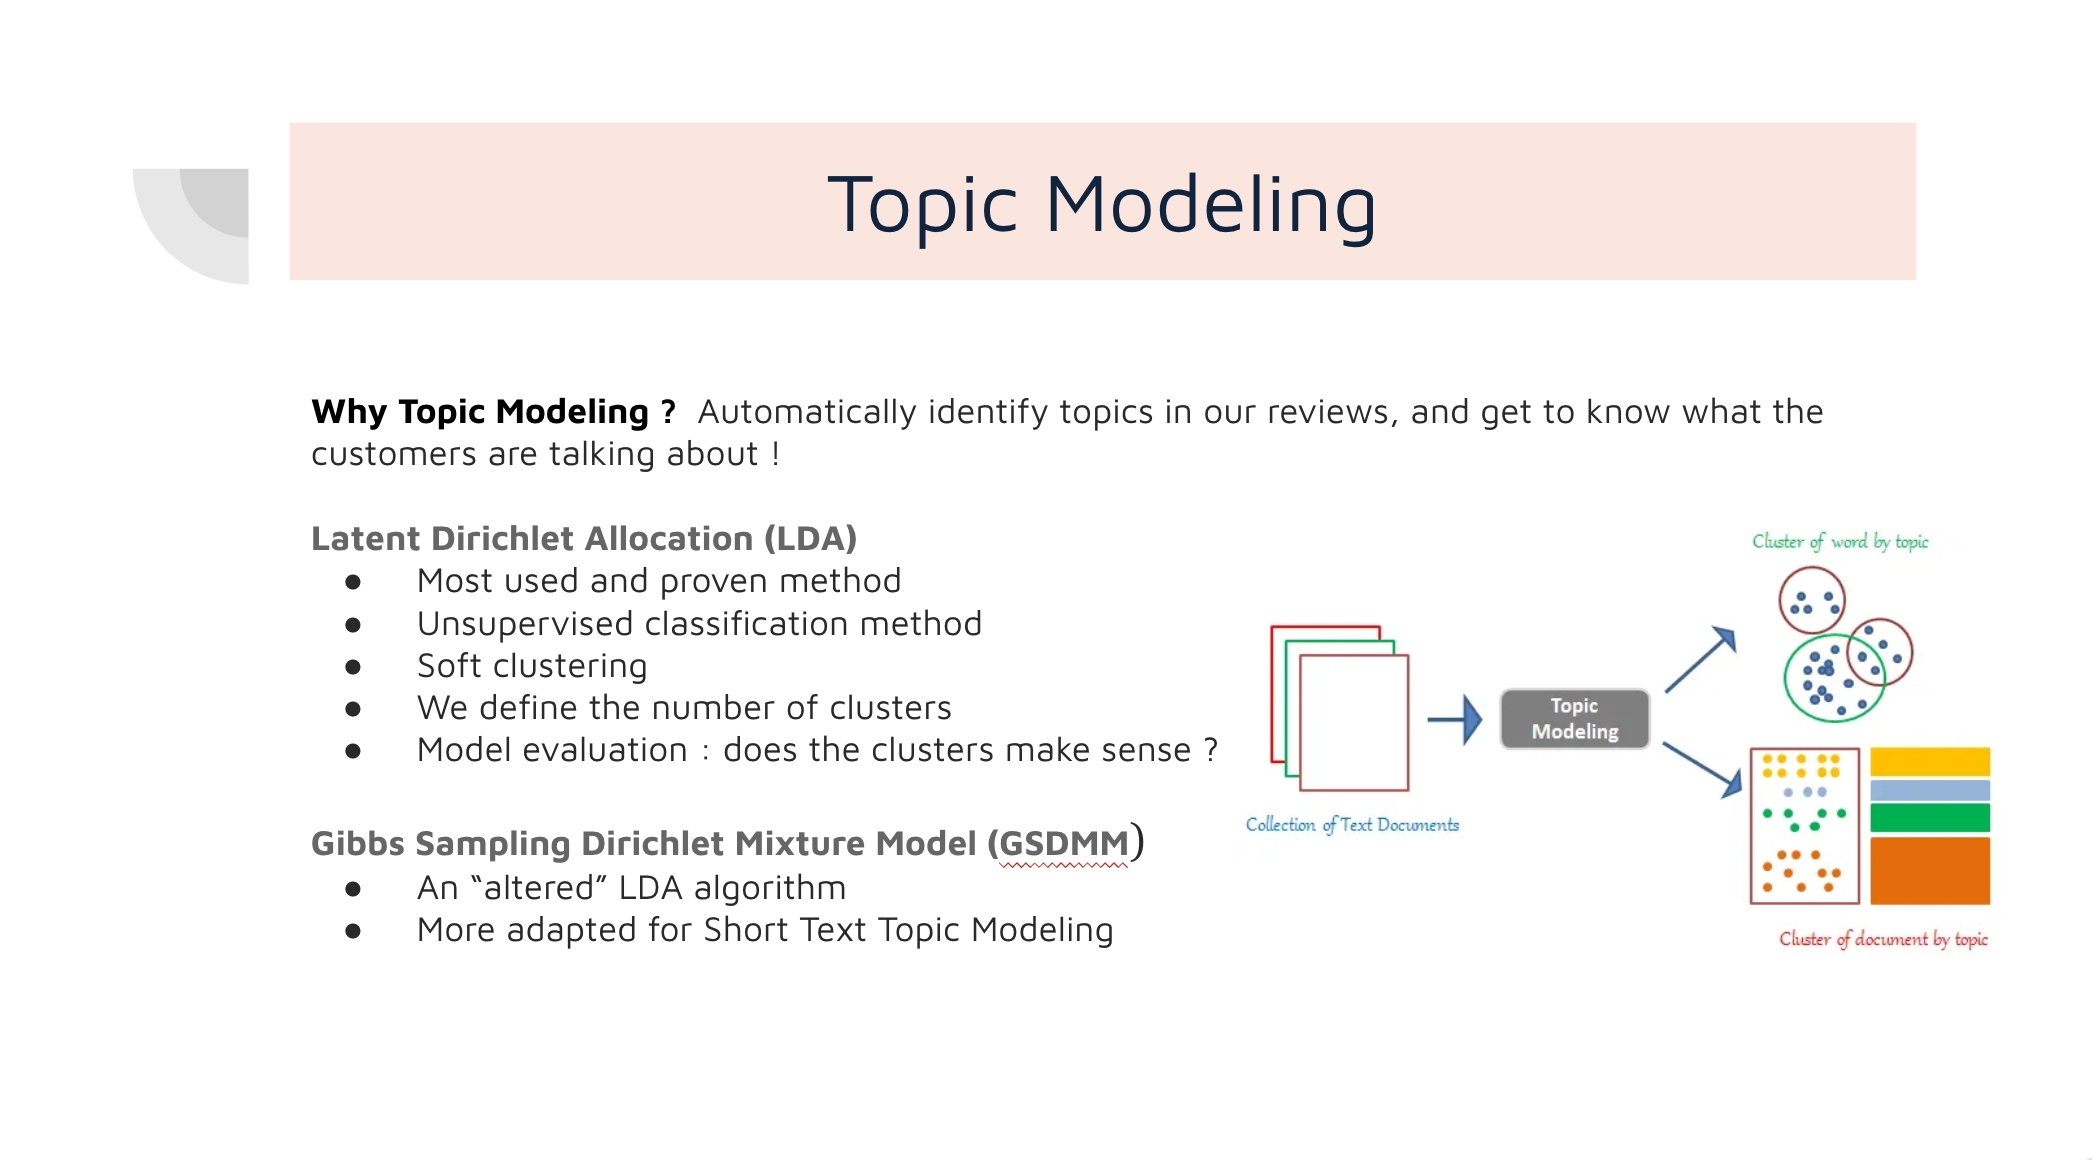 Topic Modeling
Why Topic Modeling ? Automatically identify topics in our reviews, and get to know what the
customers are talking about !
Latent Dirichlet Allocation (LDA)
● Most used and proven method
● Unsupervised classification method
● Soft clustering
● We define the number of clusters
● Model evaluation : does the clusters make sense ?
Gibbs Sampling Dirichlet Mixture Model (GSDMM)
● An “altered” LDA algorithm
● More adapted for Short Text Topic Modeling
Collection of Text Documents
Topic
Modeling
Cluster of word by topic
Cluster of document by topic